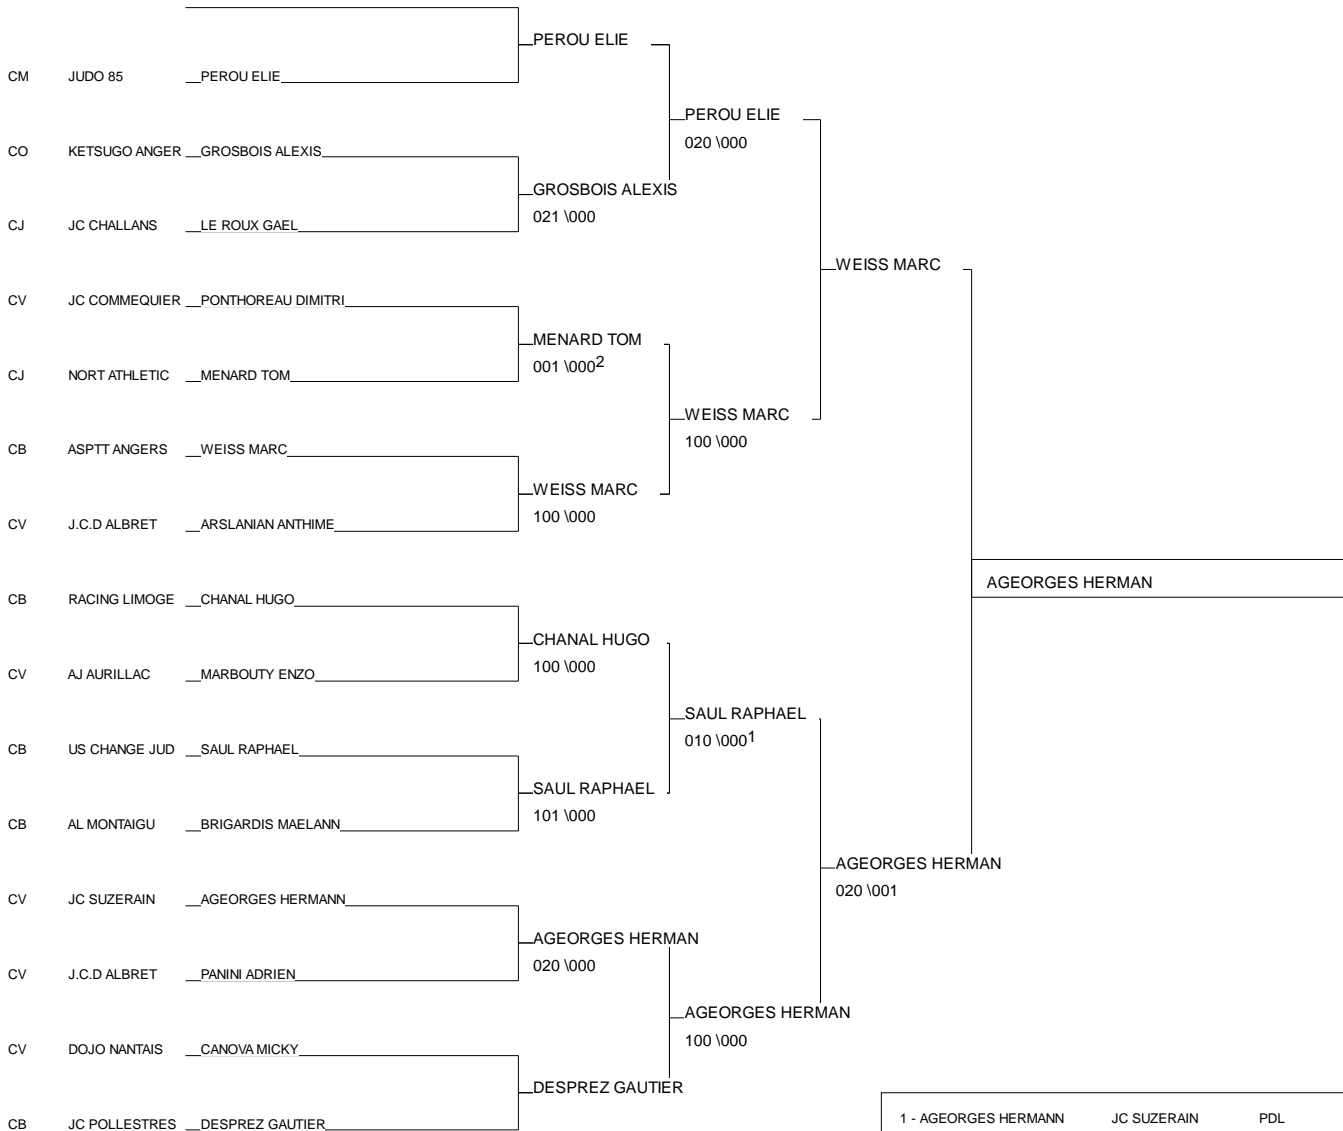 PEROU ELIE
CM JUDO 85 PEROU ELIE
PEROU ELIE
020 \000
CO KETSUGO ANGER GROSBOIS ALEXIS
GROSBOIS ALEXIS
021 \000
CJ JC CHALLANS LE ROUX GAEL
WEISS MARC
CV JC COMMEQUIER PONTHOREAU DIMITRI
MENARD TOM
001 \000 2
CJ NORT ATHLETIC MENARD TOM
WEISS MARC
100 \000
CB ASPTT ANGERS WEISS MARC
WEISS MARC
100 \000
CV J.C.D ALBRET ARSLANIAN ANTHIME
AGEORGES HERMAN
CB RACING LIMOGE CHANAL HUGO
CHANAL HUGO
100 \000
CV AJ AURILLAC MARBOUTY ENZO
SAUL RAPHAEL
010 \000 1
CB US CHANGE JUD SAUL RAPHAEL
SAUL RAPHAEL
101 \000
CB AL MONTAIGU BRIGARDIS MAELANN
AGEORGES HERMAN
020 \001
CV JC SUZERAIN AGEORGES HERMANN
AGEORGES HERMAN
020 \000
CV J.C.D ALBRET PANINI ADRIEN
AGEORGES HERMAN
100 \000
CV DOJO NANTAIS CANOVA MICKY
DESPREZ GAUTIER
CB JC POLLESTRES DESPREZ GAUTIER
1 - AGEORGES HERMANN JC SUZERAIN PDL